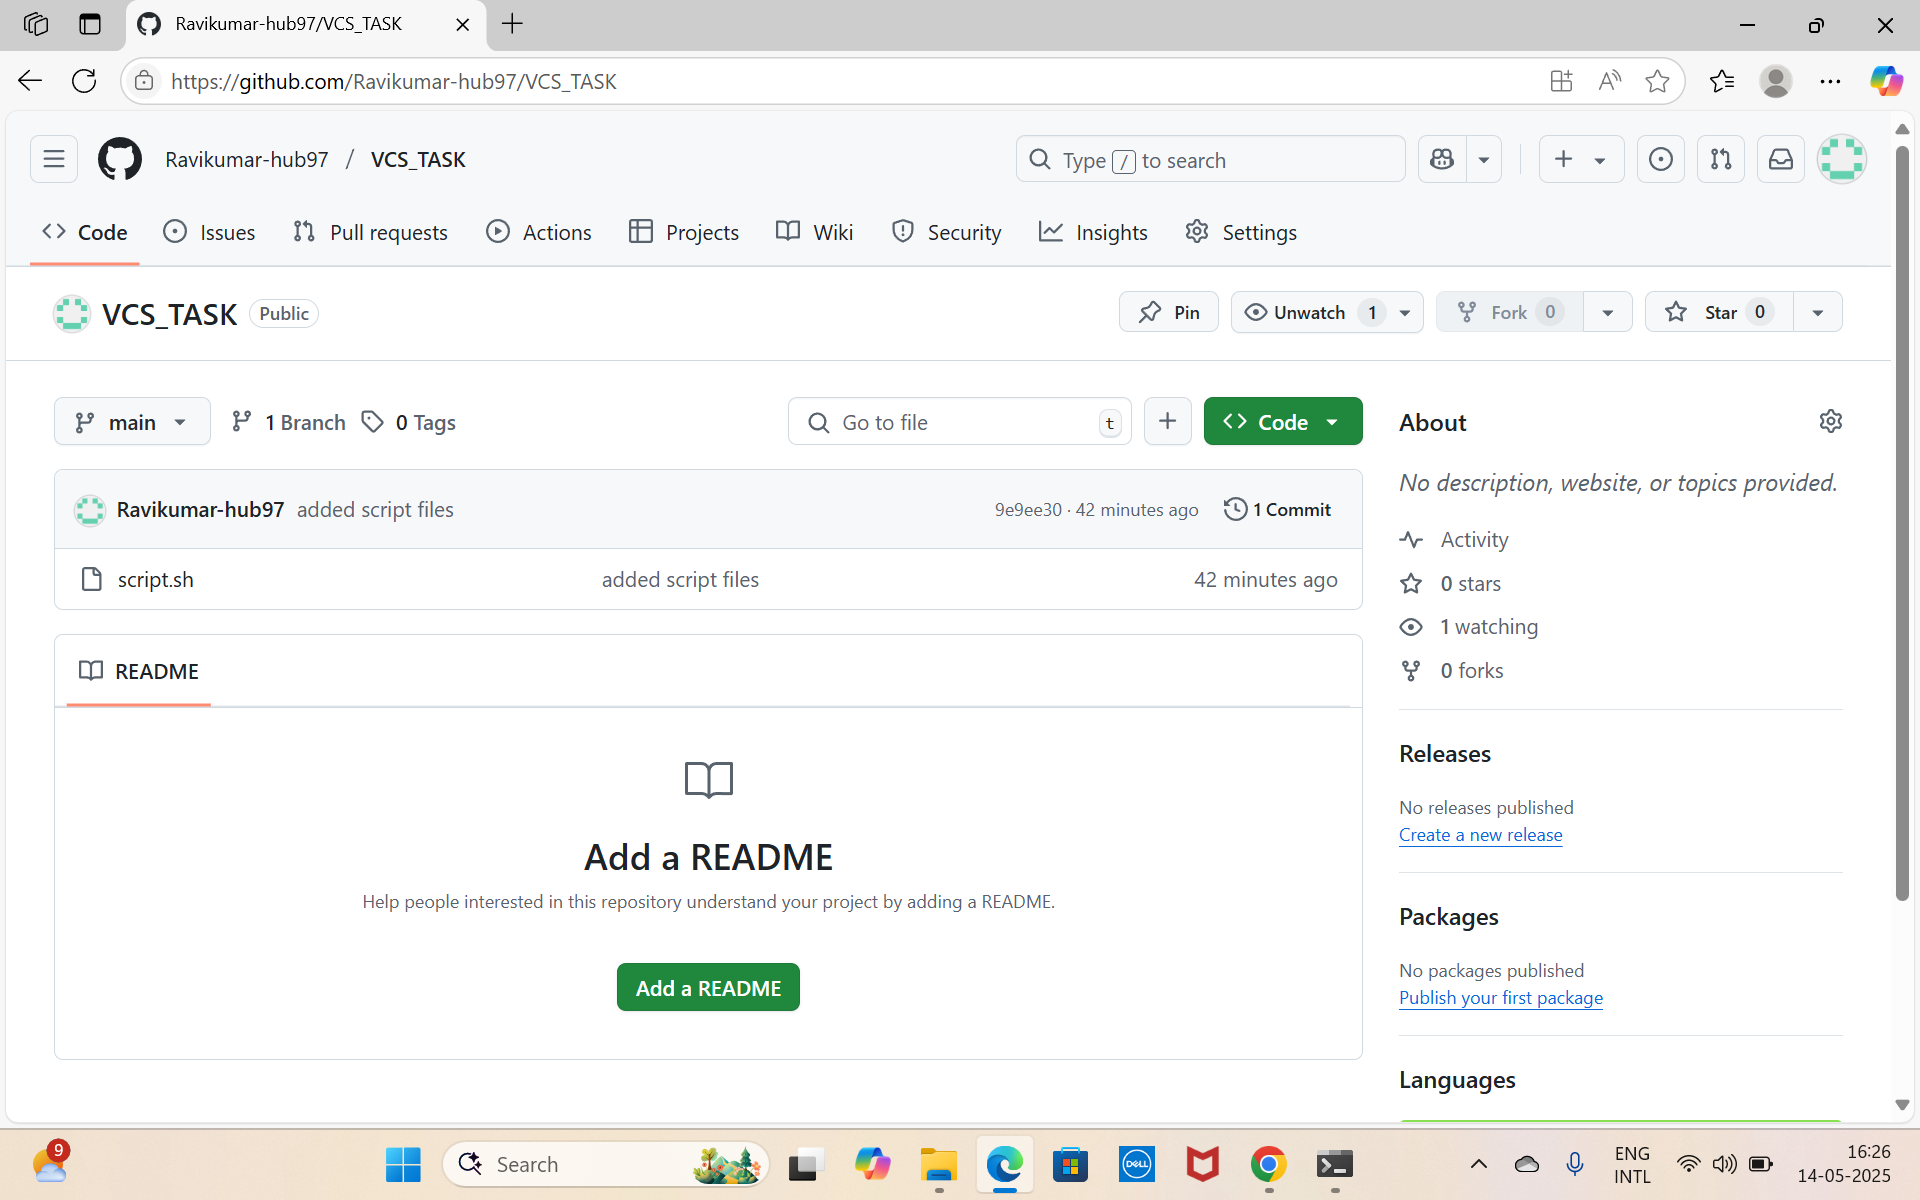 Ravikumar-hub97/VCS_TASK
https://github.com/Ravikumar-hub97/VCS_TASK
Ravikumar-hub97 / VCS_TASK
Type / to search
Code Issues Pull requests Actions Projects Wiki Security Insights Settings
VCS_TASK Public
Pin Unwatch 1 Fork 0 Star 0
main 1 Branch 0 Tags Go to file t Code
Ravikumar-hub97 added script files 9e9ee30 · 42 minutes ago 1 Commit
script.sh added script files 42 minutes ago
README
Add a README
Help people interested in this repository understand your project by adding a README.
Add a README
About
No description, website, or topics provided.
Activity
0 stars
1 watching
0 forks
Releases
No releases published
Create a new release
Packages
No packages published
Publish your first package
Languages
9
Search
DELL
ENG
INTL
16:26
14-05-2025